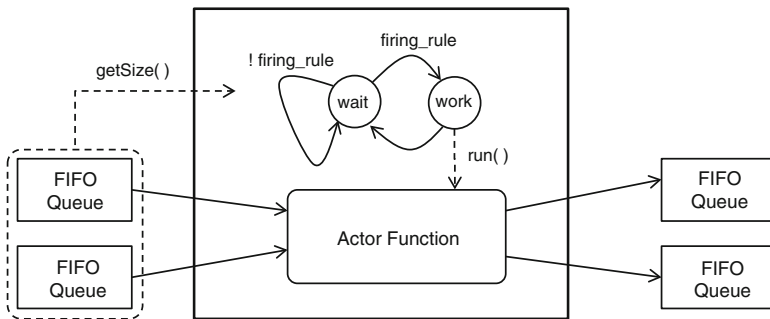 getSize( )
! firing_rule
firing_rule
wait
work
run( )
FIFO
Queue
FIFO
Queue
Actor Function
FIFO
Queue
FIFO
Queue